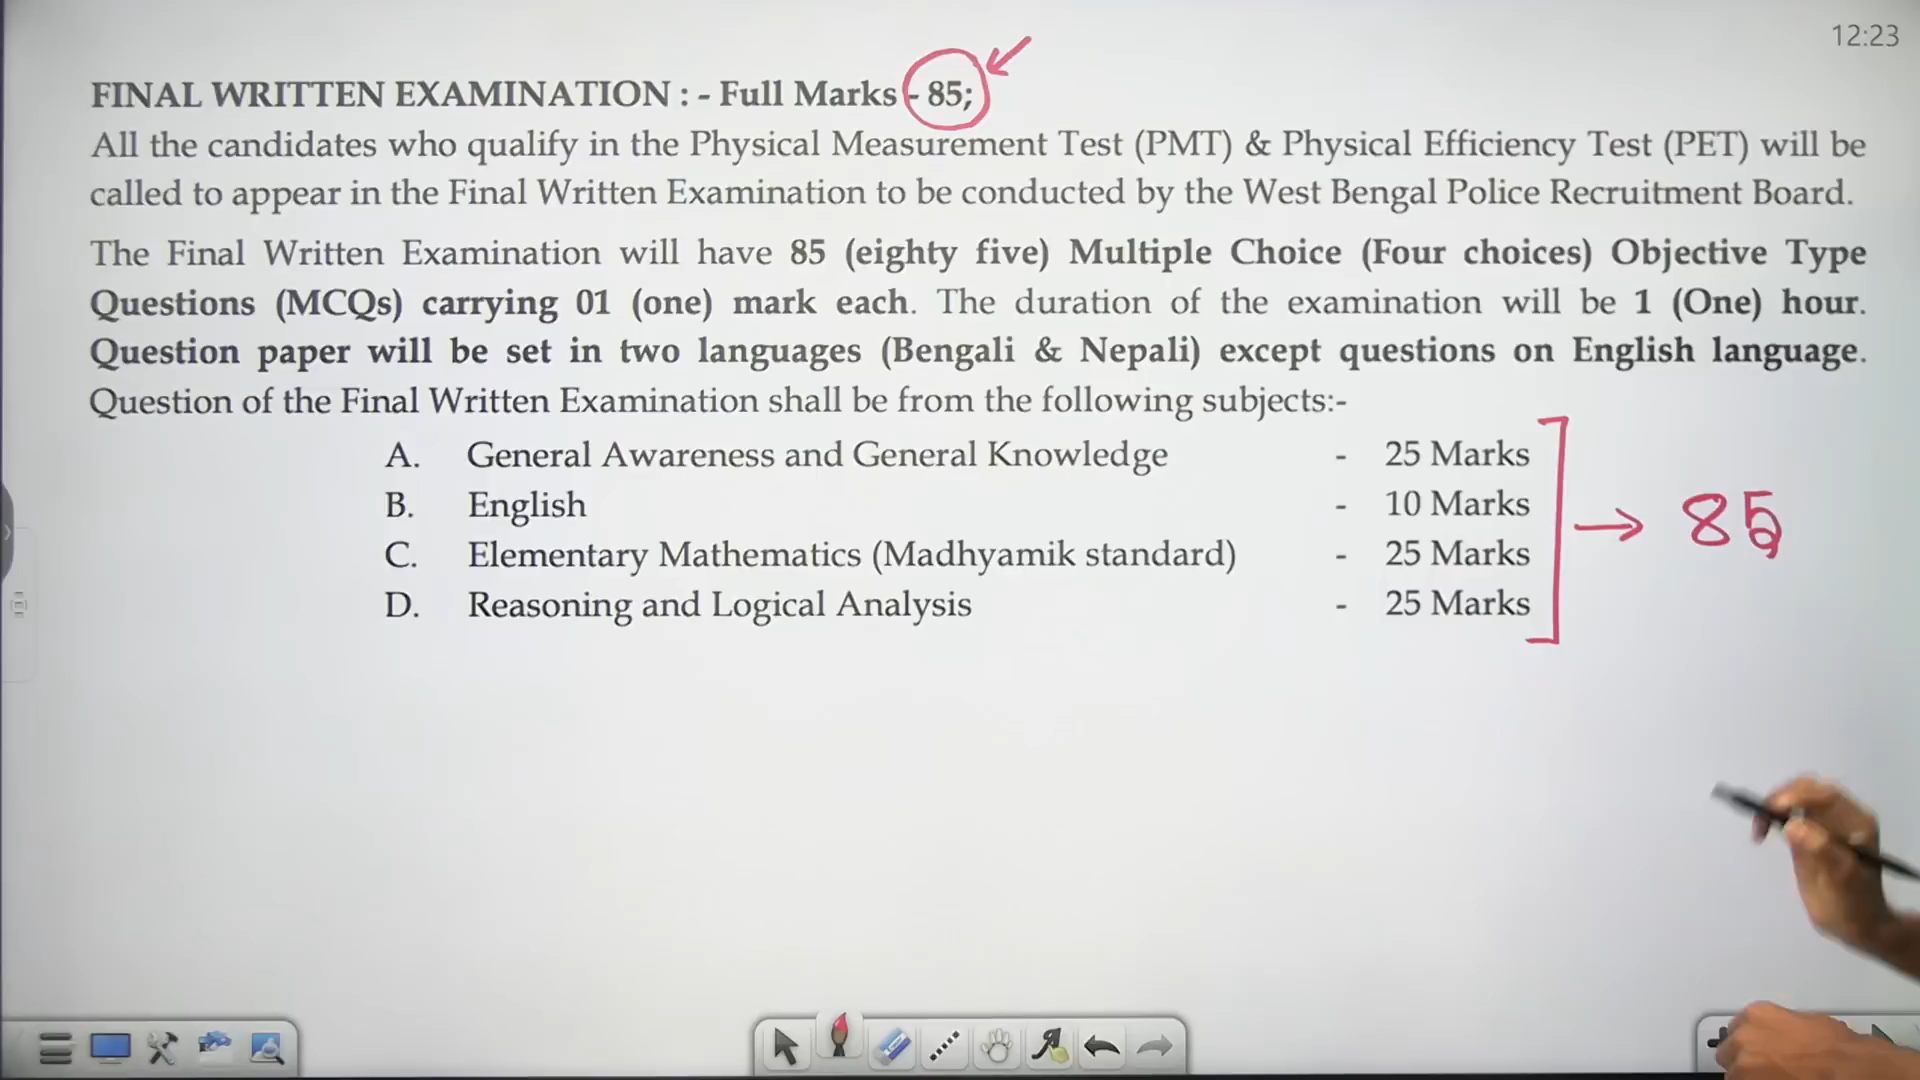 12:23
FINAL WRITTEN EXAMINATION : - Full Marks - 85;
All the candidates who qualify in the Physical Measurement Test (PMT) & Physical Efficiency Test (PET) will be
called to appear in the Final Written Examination to be conducted by the West Bengal Police Recruitment Board.
The Final Written Examination will have 85 (eighty five) Multiple Choice (Four choices) Objective Type
Questions (MCQs) carrying 01 (one) mark each. The duration of the examination will be 1 (One) hour.
Question paper will be set in two languages (Bengali & Nepali) except questions on English language.
Question of the Final Written Examination shall be from the following subjects:-
A. General Awareness and General Knowledge - 25 Marks
B. English - 10 Marks
C. Elementary Mathematics (Madhyamik standard) - 25 Marks
D. Reasoning and Logical Analysis - 25 Marks
→ 85